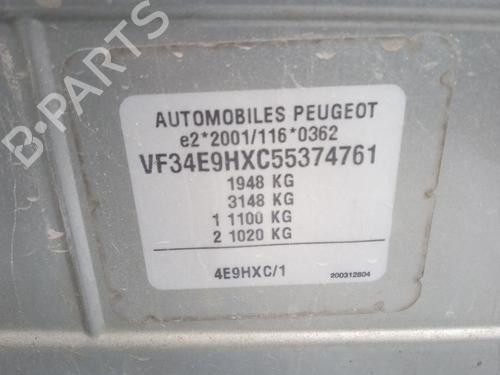 B-PARTS
AUTOMOBILES PEUGEOT
e2*2001/116*0362
VF34E9HXC55374761
1948 KG
3148 KG
1 1100 KG
2 1020 KG
4E9HXC/1 200312804